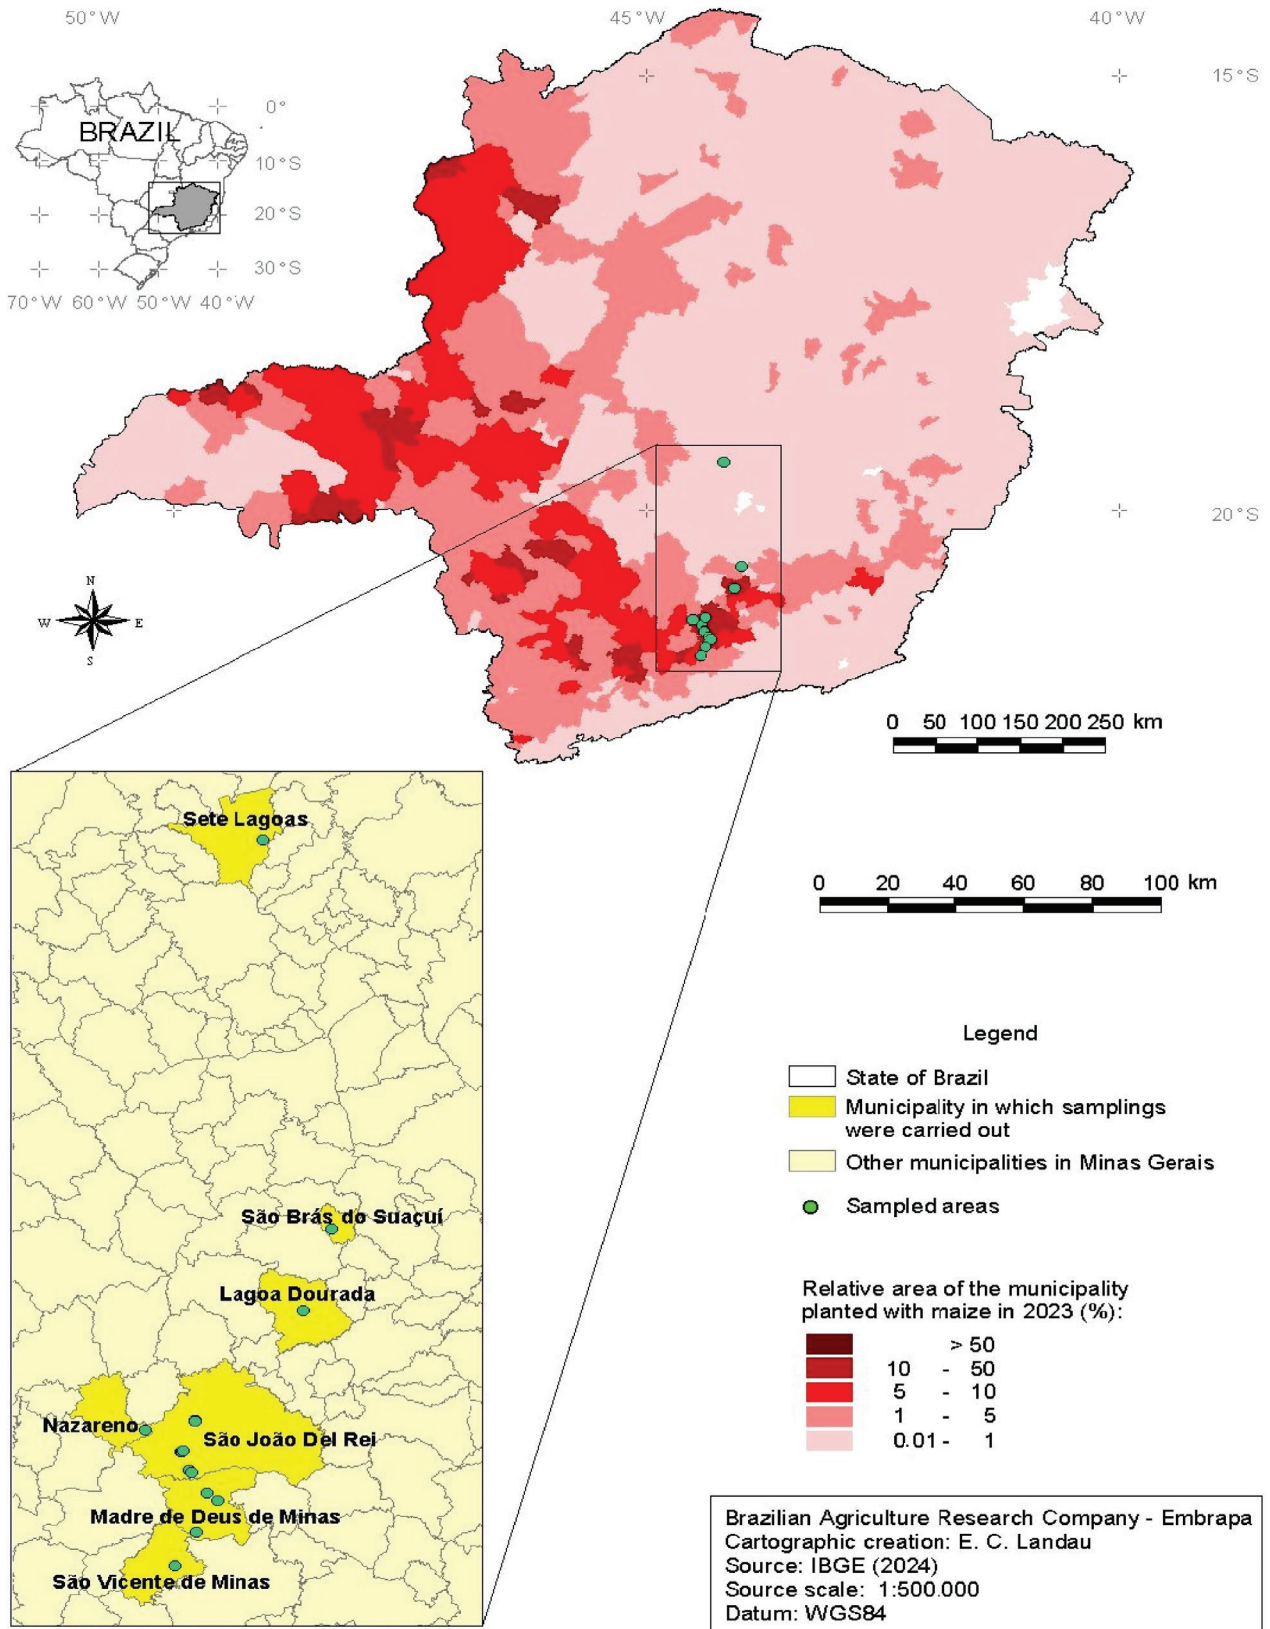 50°W 45°W 40°W
15°S
20°S
BRAZIL
0°
10°S
20°S
30°S
70°W 60°W 50°W 40°W
N
W E
S
0 50 100 150 200 250 km
0 20 40 60 80 100 km
Sete Lagoas
São Brás do Suaçuí
Lagoa Dourada
Nazareno
São João Del Rei
Madre de Deus de Minas
São Vicente de Minas
Legend
State of Brazil
Municipality in which samplings
were carried out
Other municipalities in Minas Gerais
Sampled areas
Relative area of the municipality
planted with maize in 2023 (%):
> 50
10 - 50
5 - 10
1 - 5
0.01 - 1
Brazilian Agriculture Research Company - Embrapa
Cartographic creation: E. C. Landau
Source: IBGE (2024)
Source scale: 1:500.000
Datum: WGS84